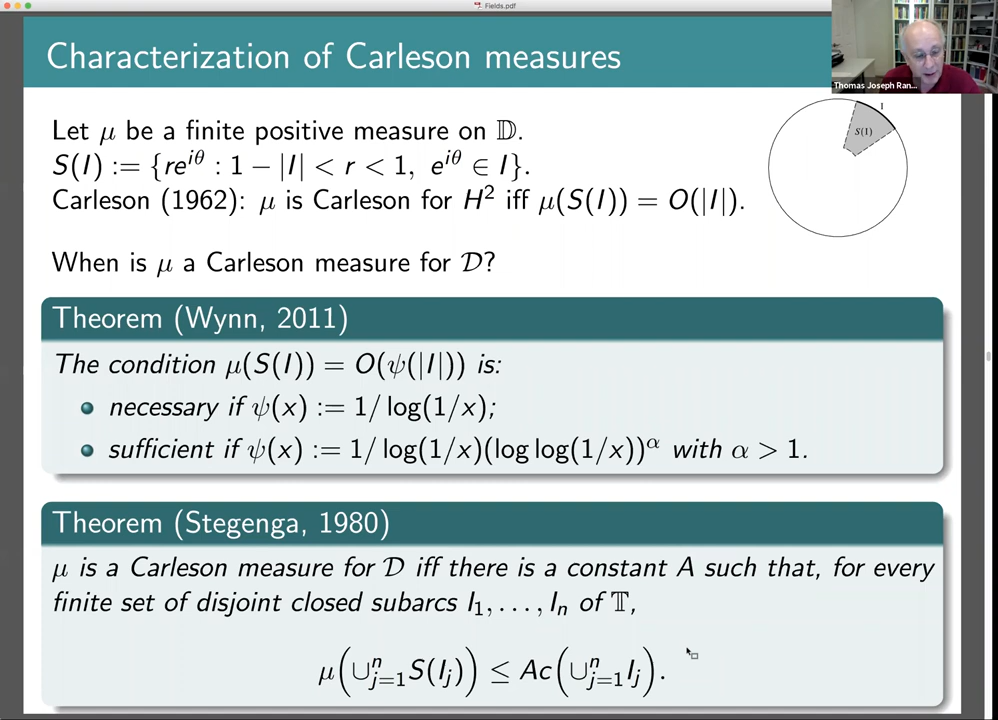 Fields.pdf
Characterization of Carleson measures
Thomas Joseph Ran...
Let μ be a finite positive measure on 𝔻.
S(I) := {re^{iθ} : 1 − |I| < r < 1, e^{iθ} ∈ I}.
Carleson (1962): μ is Carleson for H² iff μ(S(I)) = O(|I|).
I
S(I)
When is μ a Carleson measure for 𝒟?
Theorem (Wynn, 2011)
The condition μ(S(I)) = O(ψ(|I|)) is:
necessary if ψ(x) := 1/ log(1/x);
sufficient if ψ(x) := 1/ log(1/x)(log log(1/x))^α with α > 1.
Theorem (Stegenga, 1980)
μ is a Carleson measure for 𝒟 iff there is a constant A such that, for every
finite set of disjoint closed subarcs I₁, . . . , Iₙ of 𝕋,
μ(∪_{j=1}^n S(I_j)) ≤ Ac(∪_{j=1}^n I_j).